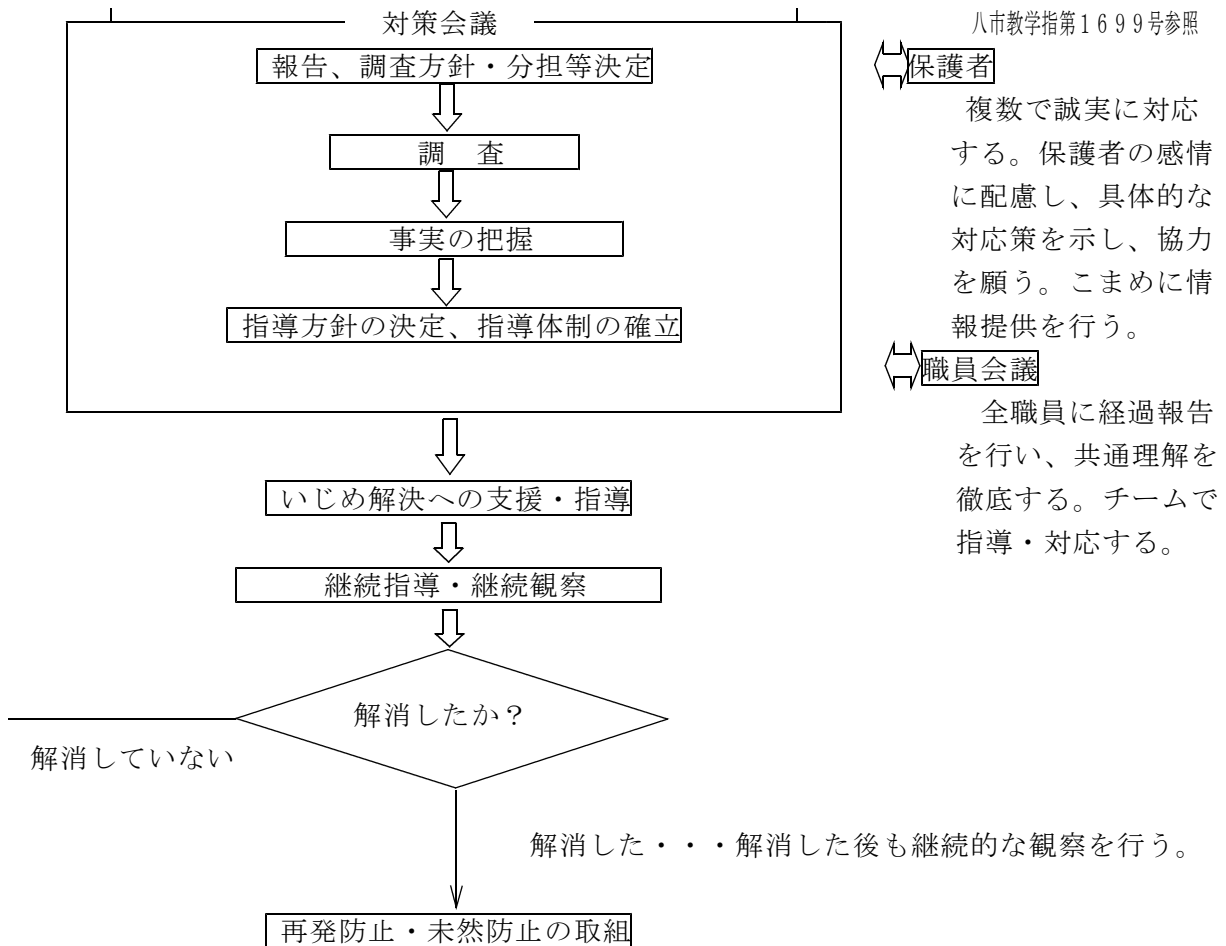 対策会議
八市教学指第1699号参照
報告、調査方針・分担等決定
調　査
事実の把握
指導方針の決定、指導体制の確立
保護者
複数で誠実に対応
する。保護者の感情
に配慮し、具体的な
対応策を示し、協力
を願う。こまめに情
報提供を行う。
職員会議
全職員に経過報告
を行い、共通理解を
徹底する。チームで
指導・対応する。
いじめ解決への支援・指導
継続指導・継続観察
解消したか？
解消していない
解消した・・・解消した後も継続的な観察を行う。
再発防止・未然防止の取組